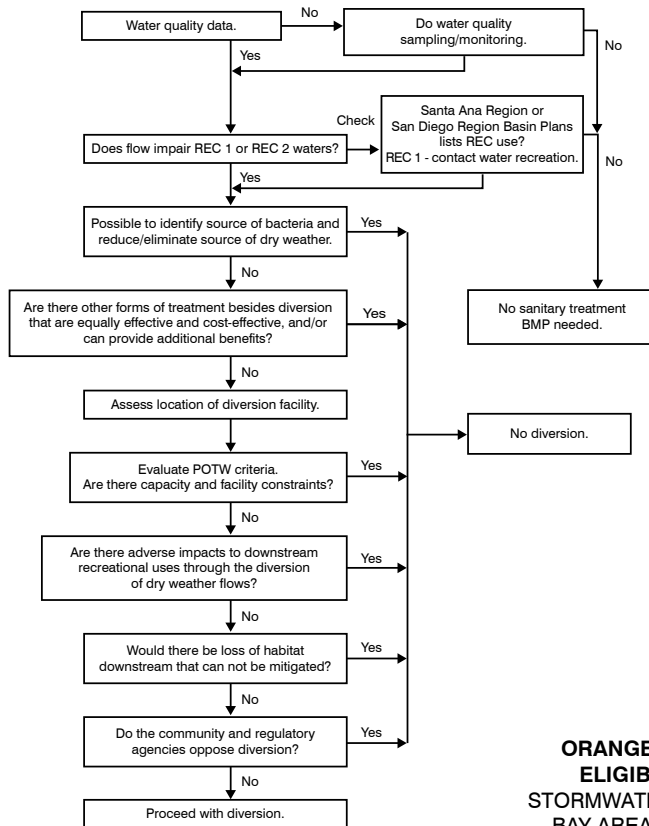 Water quality data.
No
Do water quality
sampling/monitoring.
No
Yes
Check
Santa Ana Region or
San Diego Region Basin Plans
lists REC use?
REC 1 - contact water recreation.
Does flow impair REC 1 or REC 2 waters?
No
Yes
Possible to identify source of bacteria and
reduce/eliminate source of dry weather.
Yes
No
Are there other forms of treatment besides diversion
that are equally effective and cost-effective, and/or
can provide additional benefits?
Yes
No sanitary treatment
BMP needed.
No
Assess location of diversion facility.
No diversion.
Evaluate POTW criteria.
Are there capacity and facility constraints?
Yes
No
Are there adverse impacts to downstream
recreational uses through the diversion
of dry weather flows?
Yes
No
Would there be loss of habitat
downstream that can not be mitigated?
Yes
No
Do the community and regulatory
agencies oppose diversion?
Yes
No
Proceed with diversion.
ORANGE
ELIGIB
STORMWAT
BAY AREA